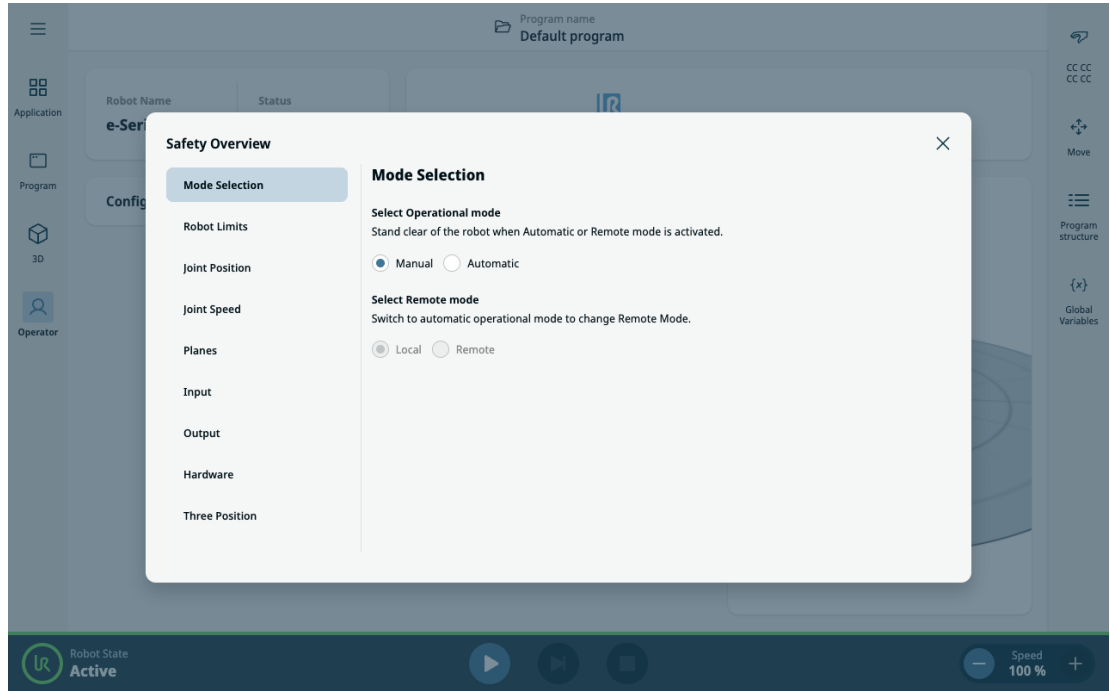 Program name
Default program
Application
Program
3D
Operator
Robot Name
Status
e-Seri
Config
UR
Safety Overview
Mode Selection
Robot Limits
Joint Position
Joint Speed
Planes
Input
Output
Hardware
Three Position
Mode Selection
Select Operational mode
Stand clear of the robot when Automatic or Remote mode is activated.
Manual Automatic
Select Remote mode
Switch to automatic operational mode to change Remote Mode.
Local Remote
CC CC
CC CC
Move
Program
structure
{x}
Global
Variables
UR
Robot State
Active
Speed
100 %